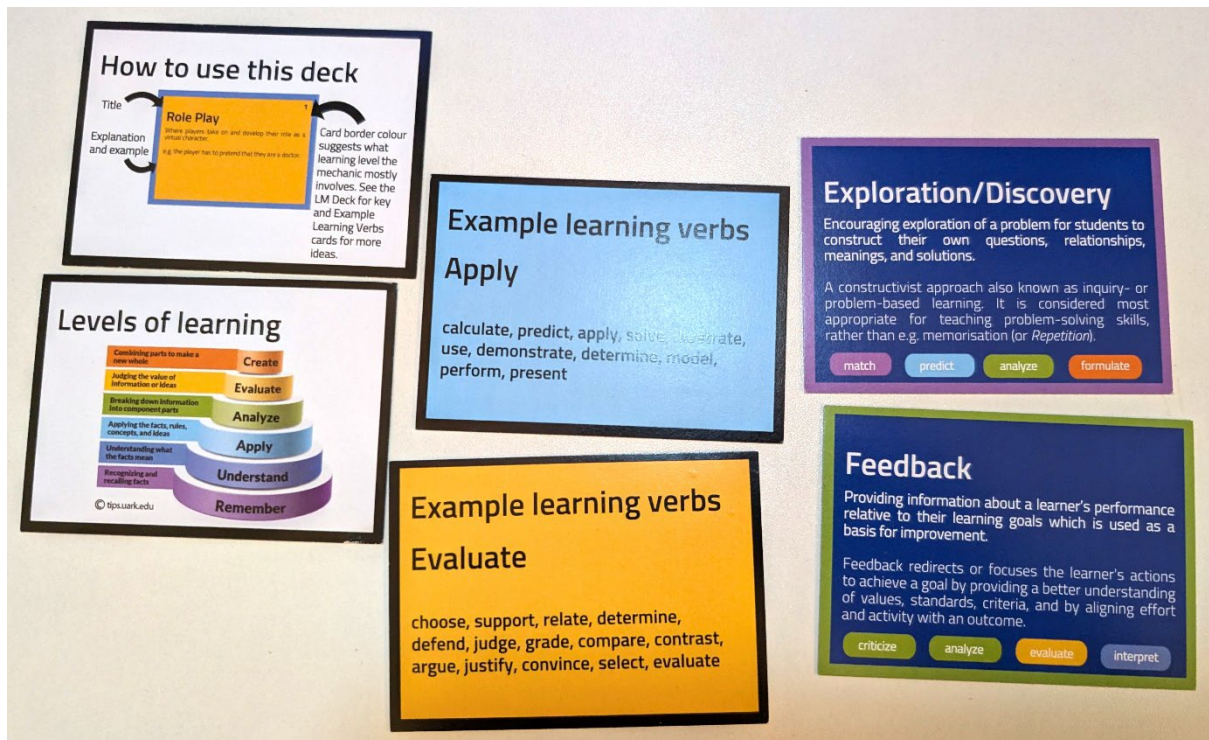 How to use this deck
Title
Explanation
and example
1
Role Play
Where players take on and develop their role as a
virtual character.
e.g. the player has to pretend that they are a doctor.
Card border colour
suggests what
learning level the
mechanic mostly
involves. See the
LM Deck for key
and Example
Learning Verbs
cards for more
ideas.
Levels of learning
Combining parts to make a
new whole
Create
Judging the value of
information or ideas
Evaluate
Breaking down information
into component parts
Analyze
Applying the facts, rules,
concepts, and ideas
Apply
Understanding what
the facts mean
Understand
Recognizing and
recalling facts
Remember
© tips.uark.edu
Example learning verbs
Apply
calculate, predict, apply, solve, illustrate,
use, demonstrate, determine, model,
perform, present
Example learning verbs
Evaluate
choose, support, relate, determine,
defend, judge, grade, compare, contrast,
argue, justify, convince, select, evaluate
Exploration/Discovery
Encouraging exploration of a problem for students to
construct their own questions, relationships,
meanings, and solutions.
A constructivist approach also known as inquiry- or
problem-based learning. It is considered most
appropriate for teaching problem-solving skills,
rather than e.g. memorisation (or Repetition).
match predict analyze formulate
Feedback
Providing information about a learner's performance
relative to their learning goals which is used as a
basis for improvement.
Feedback redirects or focuses the learner's actions
to achieve a goal by providing a better understanding
of values, standards, criteria, and by aligning effort
and activity with an outcome.
criticize analyze evaluate interpret